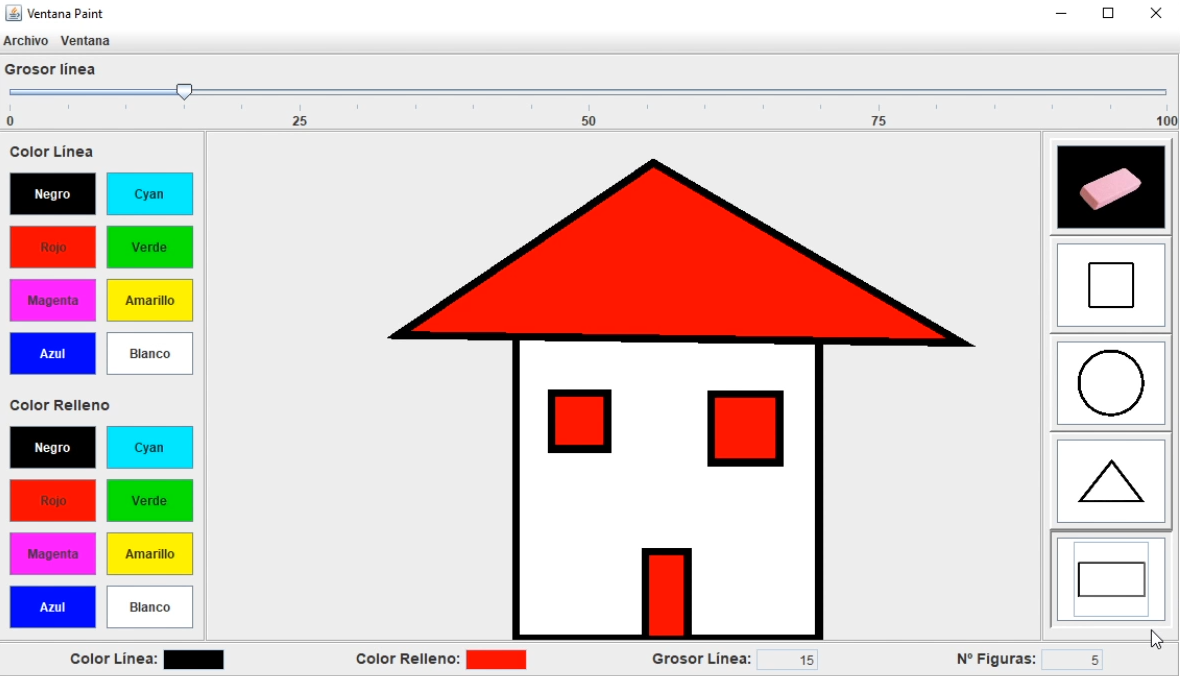 Ventana Paint
Archivo Ventana
Grosor línea
0 25 50 75 100
Color Línea
Negro Cyan
Rojo Verde
Magenta Amarillo
Azul Blanco
Color Relleno
Negro Cyan
Rojo Verde
Magenta Amarillo
Azul Blanco
Color Línea: Color Relleno: Grosor Línea: 15 Nº Figuras: 5